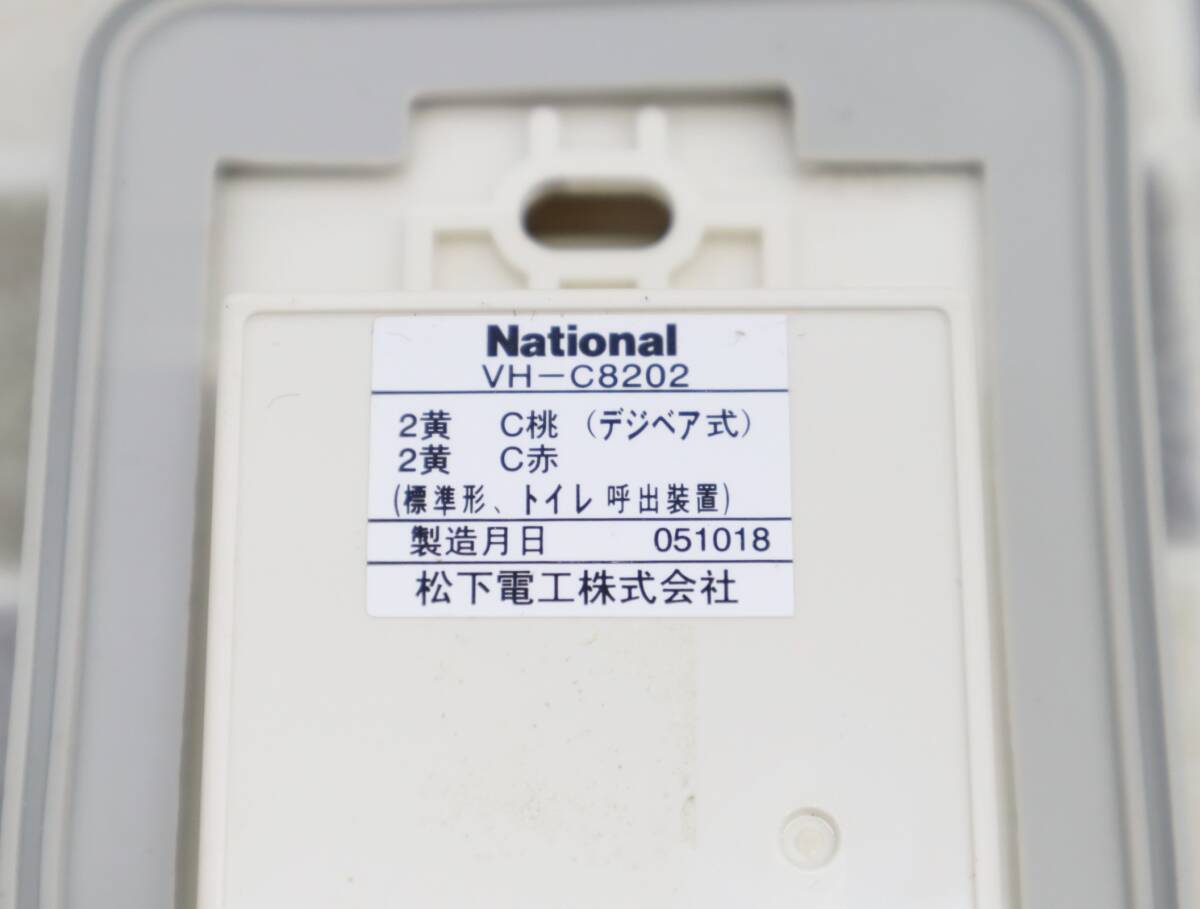 National
VH-C8202
2黄 C桃 (デジペア式)
2黄 C赤
(標準形、トイレ呼出装置)
製造月日 051018
松下電工株式会社